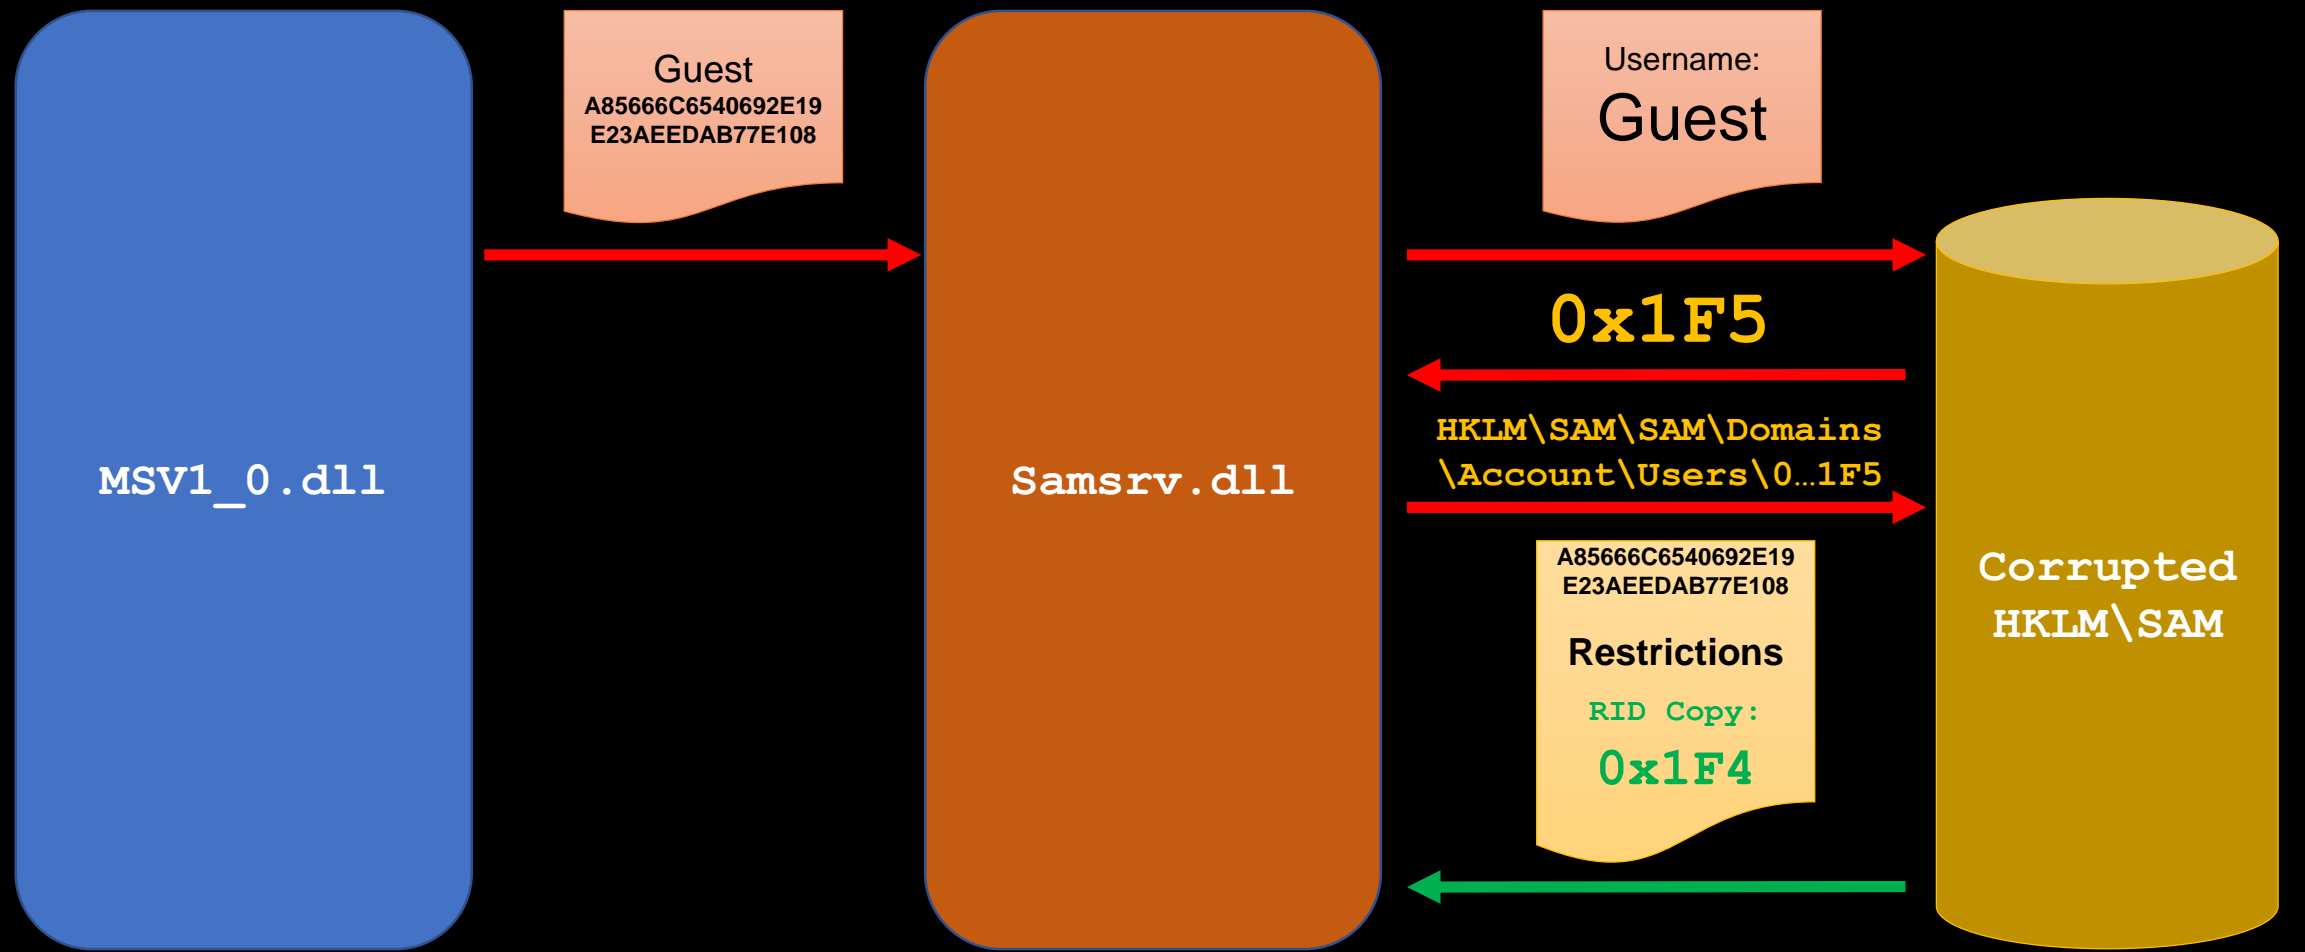 Guest
A85666C6540692E19
E23AEEDAB77E108
Username:
Guest
0x1F5
HKLM\SAM\SAM\Domains
\Account\Users\0…1F5
MSV1_0.dll
Samsrv.dll
A85666C6540692E19
E23AEEDAB77E108
Restrictions
RID Copy:
0x1F4
Corrupted
HKLM\SAM